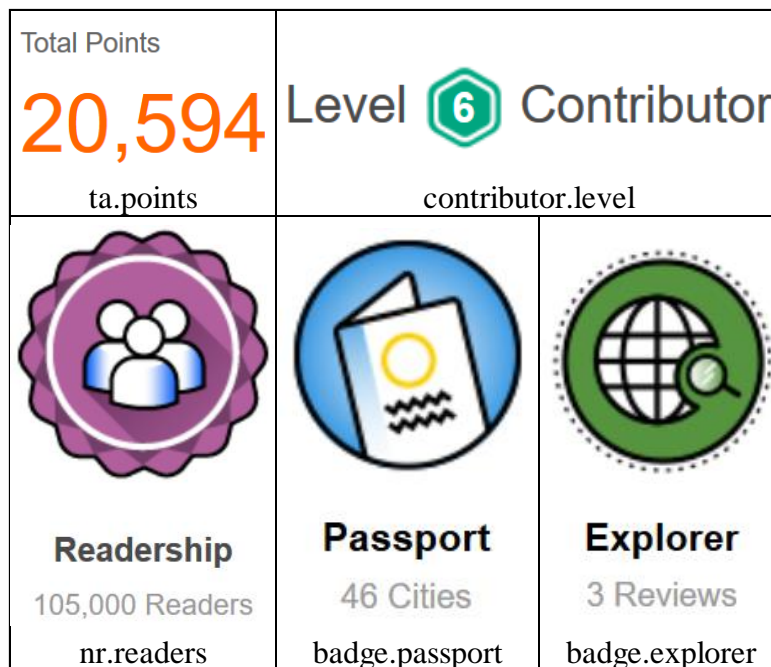 Total Points
20,594
ta.points
Level 6 Contributor
contributor.level
Readership
105,000 Readers
nr.readers
Passport
46 Cities
badge.passport
Explorer
3 Reviews
badge.explorer